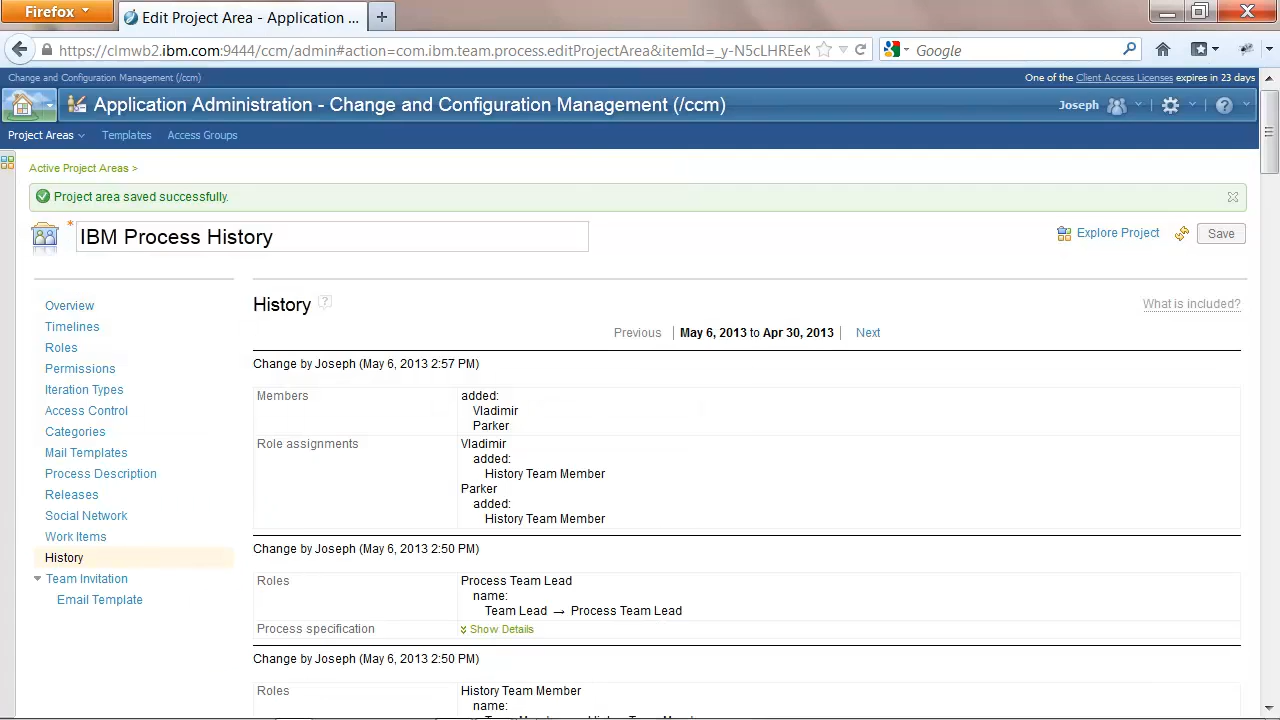 Firefox
Edit Project Area - Application ...
https://clmwb2.ibm.com:9444/ccm/admin#action=com.ibm.team.process.editProjectArea&itemId=_y-N5cLHREeK
Google
Change and Configuration Management (/ccm)
One of the Client Access Licenses expires in 23 days
Application Administration - Change and Configuration Management (/ccm)
Joseph
Project Areas
Templates
Access Groups
Active Project Areas >
Project area saved successfully.
* IBM Process History
Explore Project
Save
Overview
Timelines
Roles
Permissions
Iteration Types
Access Control
Categories
Mail Templates
Process Description
Releases
Social Network
Work Items
History
Team Invitation
Email Template
History ?
What is included?
Previous | May 6, 2013 to Apr 30, 2013 | Next
Change by Joseph (May 6, 2013 2:57 PM)
Members
added:
Vladimir
Parker
Role assignments
Vladimir
added:
History Team Member
Parker
added:
History Team Member
Change by Joseph (May 6, 2013 2:50 PM)
Roles
Process Team Lead
name:
Team Lead → Process Team Lead
Process specification
Show Details
Change by Joseph (May 6, 2013 2:50 PM)
Roles
History Team Member
name: